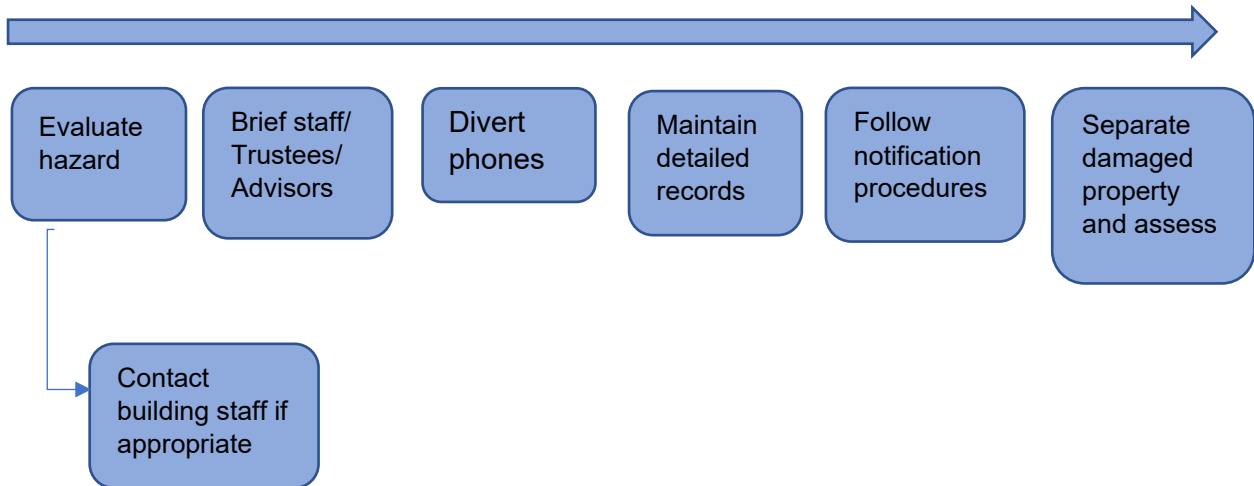 Evaluate
hazard
Brief staff/
Trustees/
Advisors
Divert
phones
Maintain
detailed
records
Follow
notification
procedures
Separate
damaged
property
and assess
Contact
building staff if
appropriate